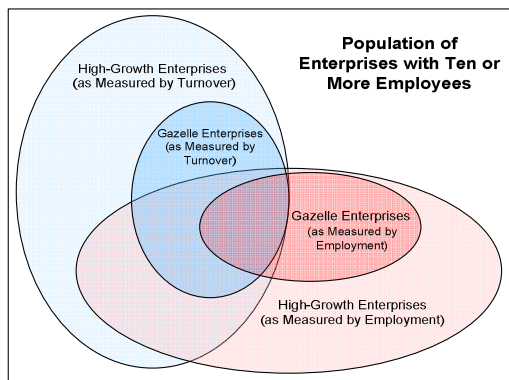 Population of
Enterprises with Ten or
More Employees
High-Growth Enterprises
(as Measured by Turnover)
Gazelle Enterprises
(as Measured by
Turnover)
Gazelle Enterprises
(as Measured by
Employment)
High-Growth Enterprises
(as Measured by Employment)